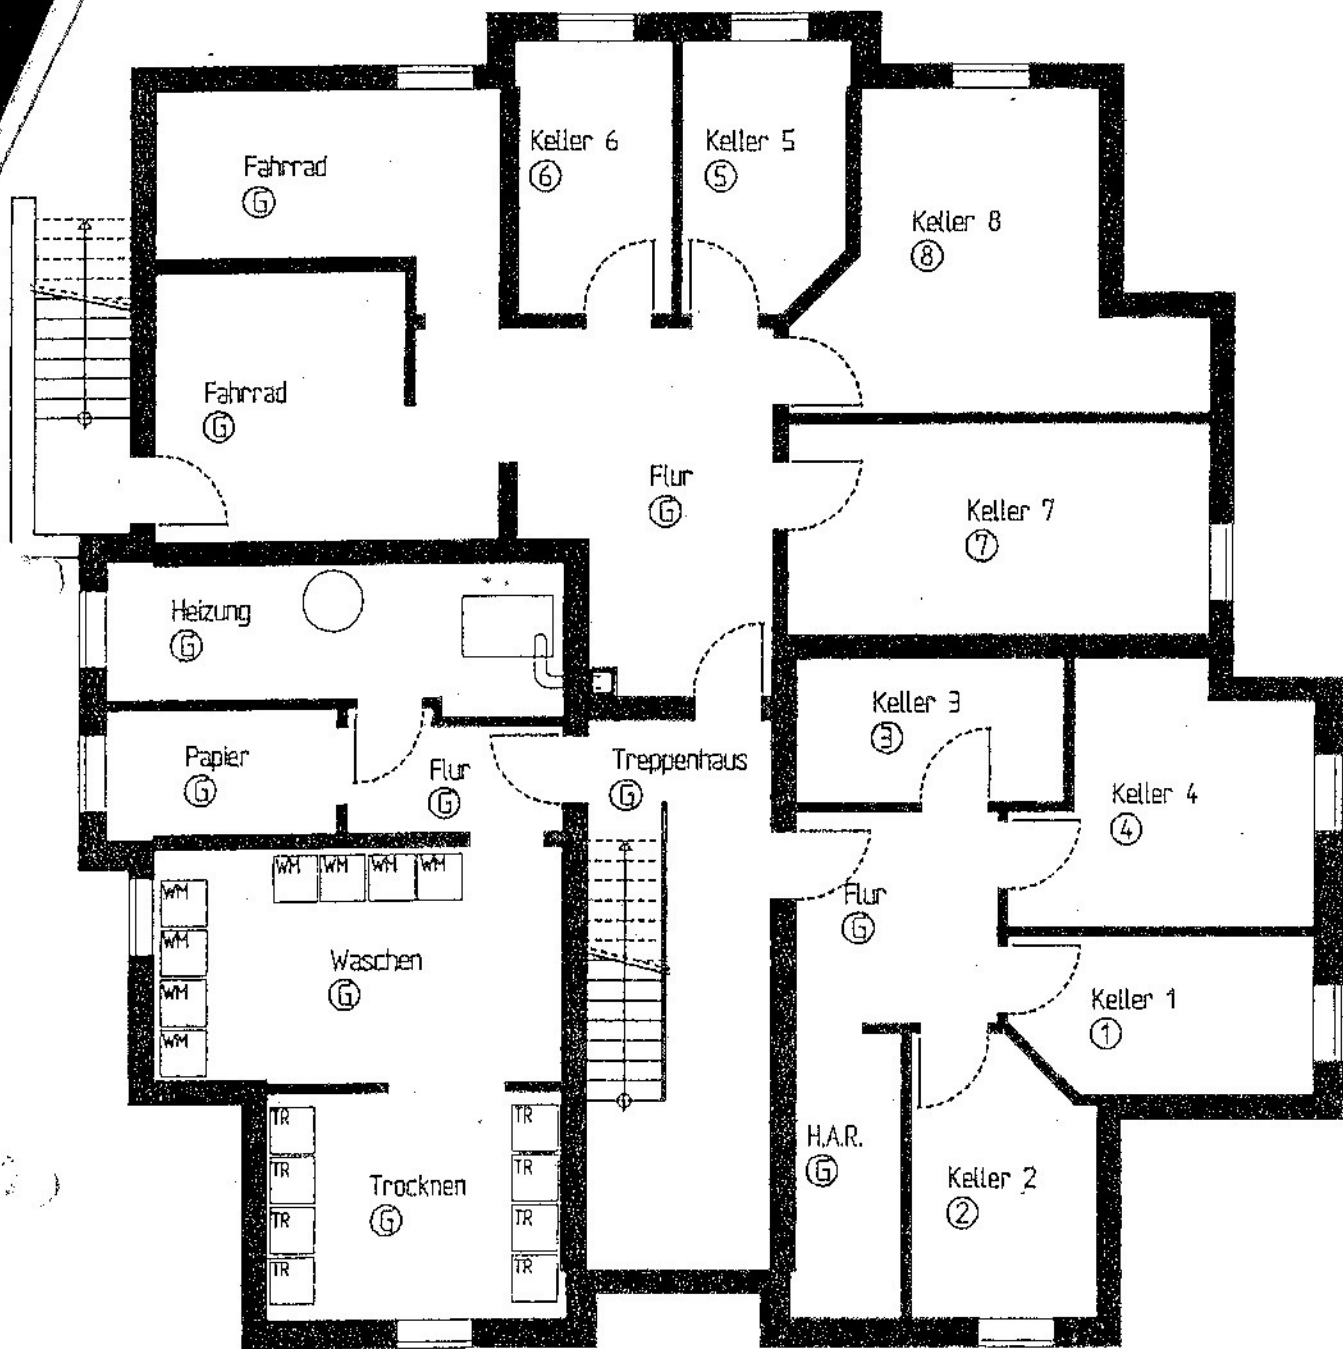 Keller 6
⑥
Keller 5
⑤
Fahrrad
Ⓖ
Keller 8
⑧
Fahrrad
Ⓖ
Flur
Ⓖ
Keller 7
⑦
Heizung
Ⓖ
Keller 3
③
Papier
Ⓖ
Flur
Ⓖ
Treppenhaus
Ⓖ
Keller 4
④
WM WM WM WM
WM
WM
WM
WM
Flur
Ⓖ
Waschen
Ⓖ
Keller 1
①
TR
TR
TR
TR
TR
TR
TR
TR
Trocknen
Ⓖ
H.A.R.
Ⓖ
Keller 2
②